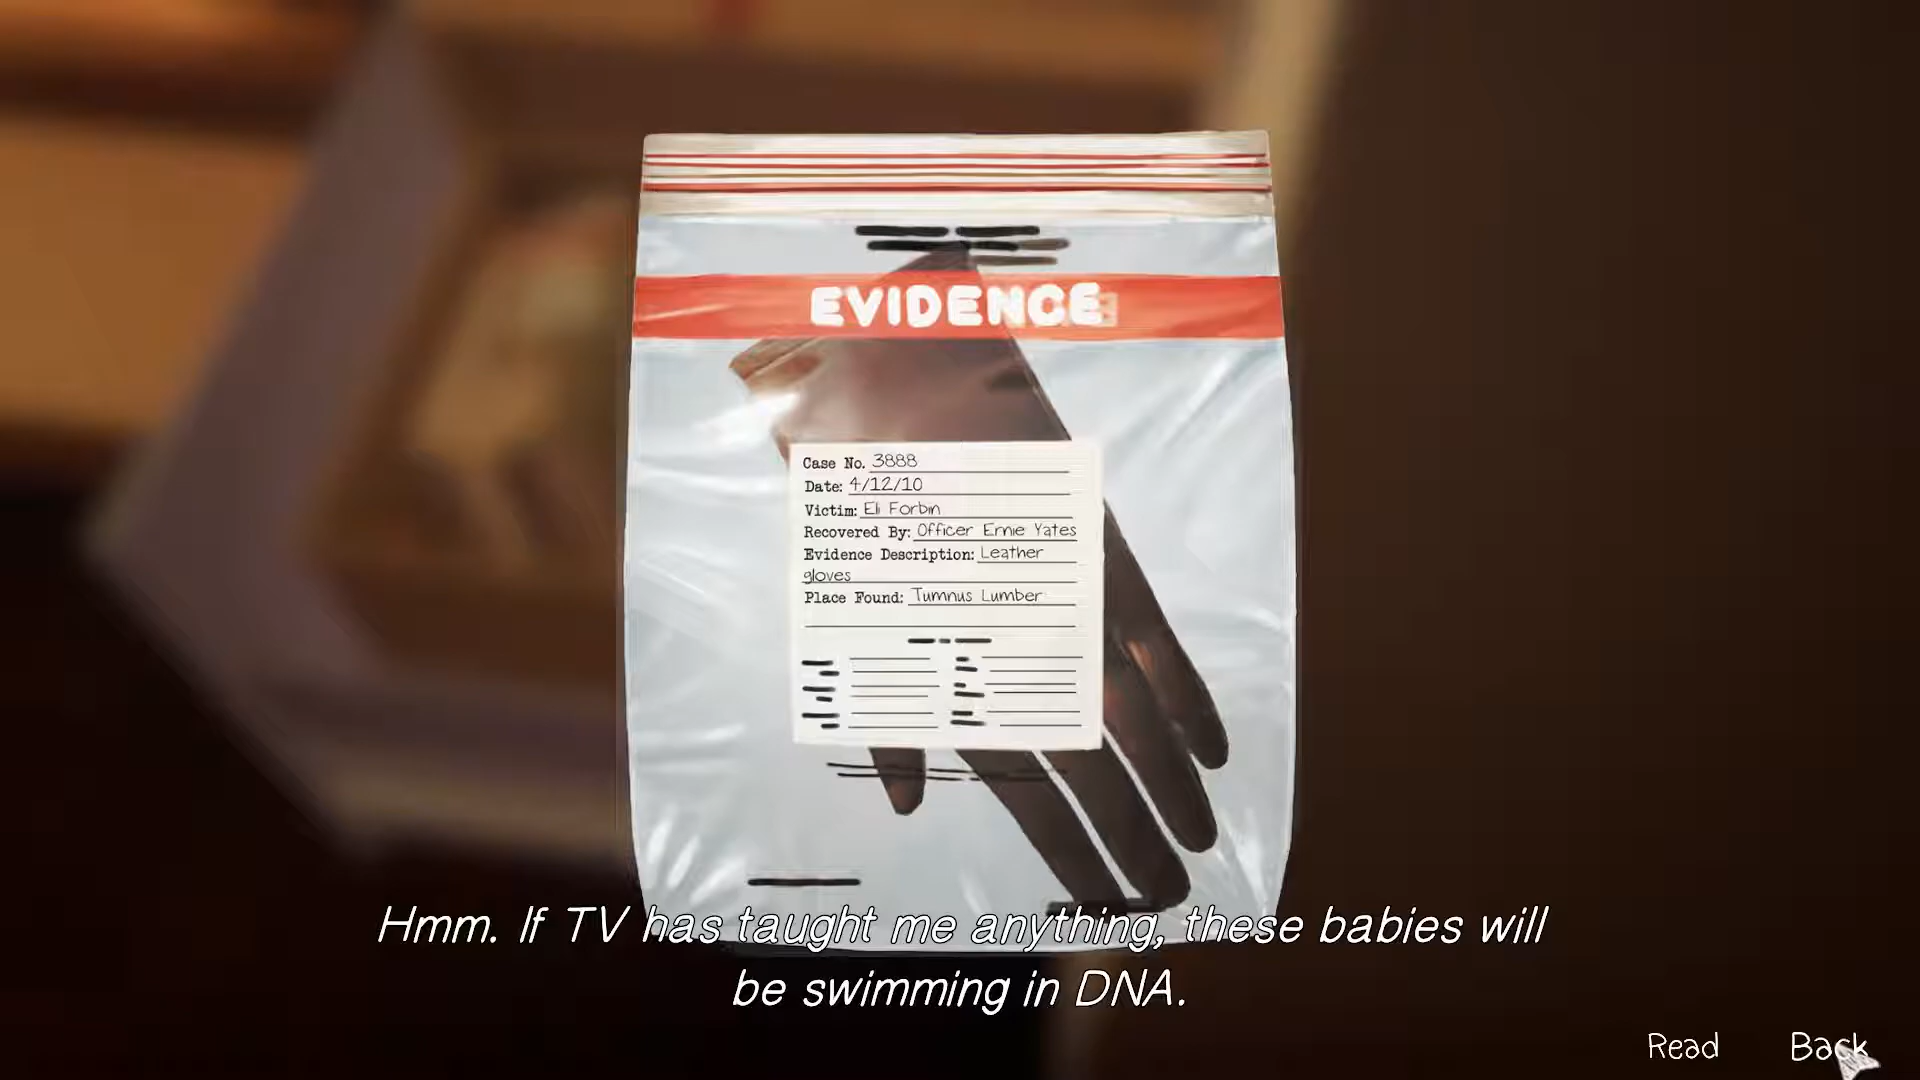 EVIDENCE
Case No. 3888
Date: 4/12/10
Victim: Eli Forbin
Recovered By: Officer Ernie Yates
Evidence Description: Leather
gloves
Place Found: Tumnus Lumber
Hmm. If TV has taught me anything, these babies will
be swimming in DNA.
Read Back